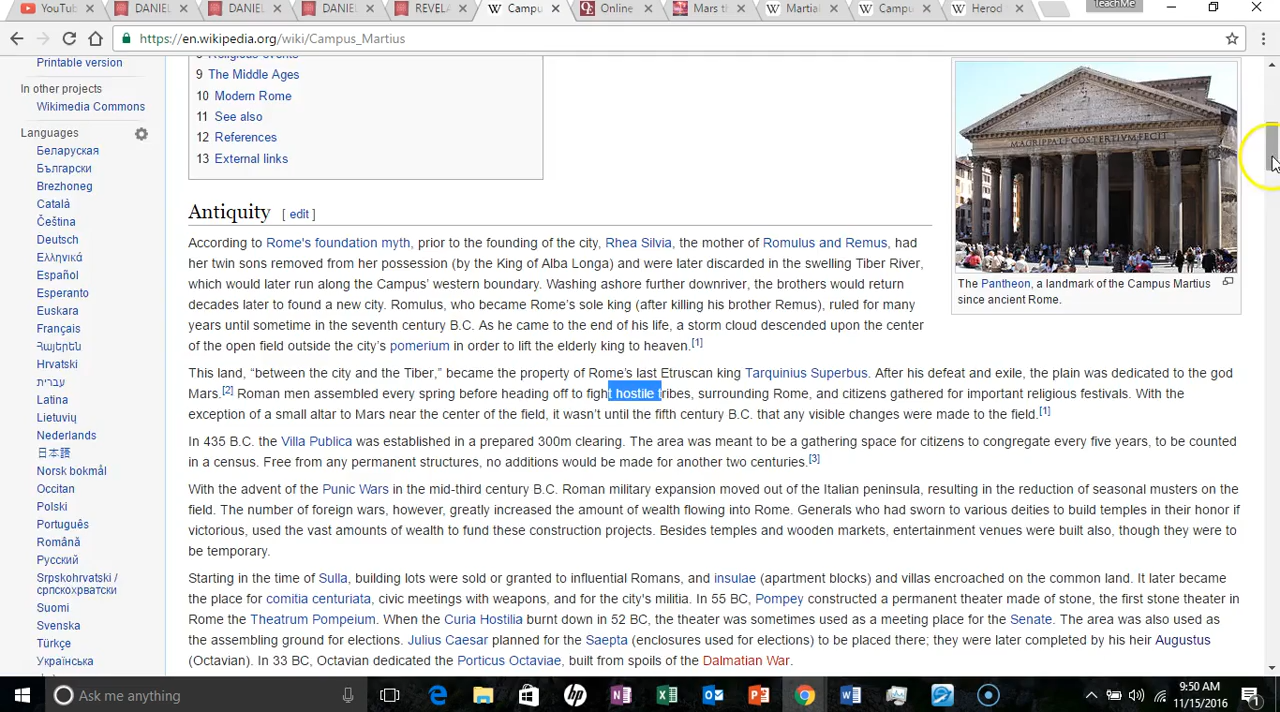 YouTub
DANIEL
DANIEL
DANIEL
REVELA
Campu
Online
Mars th
Martial
Campu
Herod
TeachMe
https://en.wikipedia.org/wiki/Campus_Martius
Printable version
In other projects
Wikimedia Commons
Languages
Беларуская
Български
Brezhoneg
Català
Čeština
Deutsch
Ελληνικά
Español
Esperanto
Euskara
Français
Հայերեն
Hrvatski
עברית
Latina
Lietuvių
Nederlands
日本語
Norsk bokmål
Occitan
Polski
Português
Română
Русский
Srpskohrvatski /
српскохрватски
Suomi
Svenska
Türkçe
Українська
9 The Middle Ages
10 Modern Rome
11 See also
12 References
13 External links
Antiquity [ edit ]
According to Rome's foundation myth, prior to the founding of the city, Rhea Silvia, the mother of Romulus and Remus, had
her twin sons removed from her possession (by the King of Alba Longa) and were later discarded in the swelling Tiber River,
which would later run along the Campus' western boundary. Washing ashore further downriver, the brothers would return
decades later to found a new city. Romulus, who became Rome's sole king (after killing his brother Remus), ruled for many
years until sometime in the seventh century B.C. As he came to the end of his life, a storm cloud descended upon the center
of the open field outside the city's pomerium in order to lift the elderly king to heaven.[1]
This land, “between the city and the Tiber,” became the property of Rome's last Etruscan king Tarquinius Superbus. After his defeat and exile, the plain was dedicated to the god
Mars.[2] Roman men assembled every spring before heading off to fight hostile tribes, surrounding Rome, and citizens gathered for important religious festivals. With the
exception of a small altar to Mars near the center of the field, it wasn't until the fifth century B.C. that any visible changes were made to the field.[1]
In 435 B.C. the Villa Publica was established in a prepared 300m clearing. The area was meant to be a gathering space for citizens to congregate every five years, to be counted
in a census. Free from any permanent structures, no additions would be made for another two centuries.[3]
With the advent of the Punic Wars in the mid-third century B.C. Roman military expansion moved out of the Italian peninsula, resulting in the reduction of seasonal musters on the
field. The number of foreign wars, however, greatly increased the amount of wealth flowing into Rome. Generals who had sworn to various deities to build temples in their honor if
victorious, used the vast amounts of wealth to fund these construction projects. Besides temples and wooden markets, entertainment venues were built also, though they were to
be temporary.
Starting in the time of Sulla, building lots were sold or granted to influential Romans, and insulae (apartment blocks) and villas encroached on the common land. It later became
the place for comitia centuriata, civic meetings with weapons, and for the city's militia. In 55 BC, Pompey constructed a permanent theater made of stone, the first stone theater in
Rome the Theatrum Pompeium. When the Curia Hostilia burnt down in 52 BC, the theater was sometimes used as a meeting place for the Senate. The area was also used as
the assembling ground for elections. Julius Caesar planned for the Saepta (enclosures used for elections) to be placed there; they were later completed by his heir Augustus
(Octavian). In 33 BC, Octavian dedicated the Porticus Octaviae, built from spoils of the Dalmatian War.
The Pantheon, a landmark of the Campus Martius
since ancient Rome.
Ask me anything
9:50 AM
11/15/2016